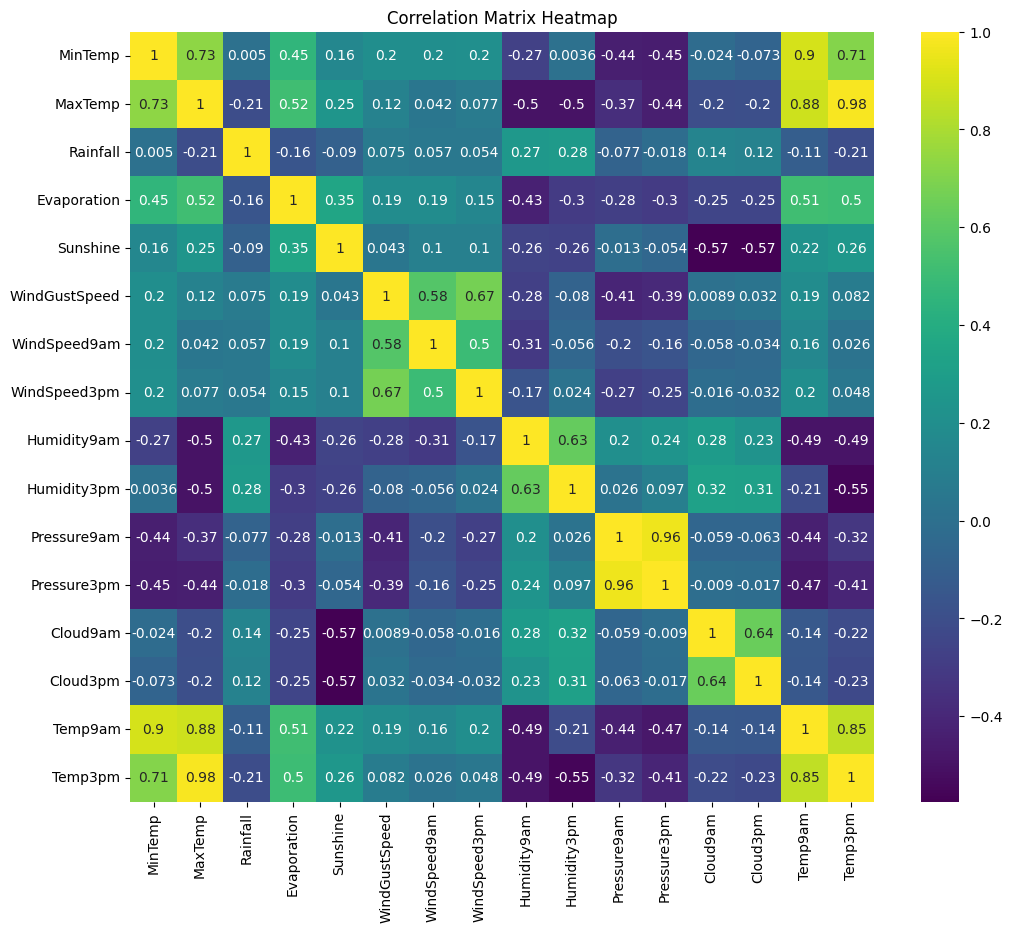 Correlation Matrix Heatmap
MinTemp 1 0.73 0.005 0.45 0.16 0.2 0.2 0.2 -0.27 0.0036 -0.44 -0.45 -0.024 -0.073 0.9 0.71
MaxTemp 0.73 1 -0.21 0.52 0.25 0.12 0.042 0.077 -0.5 -0.5 -0.37 -0.44 -0.2 -0.2 0.88 0.98
Rainfall 0.005 -0.21 1 -0.16 -0.09 0.075 0.057 0.054 0.27 0.28 -0.077 -0.018 0.14 0.12 -0.11 -0.21
Evaporation 0.45 0.52 -0.16 1 0.35 0.19 0.19 0.15 -0.43 -0.3 -0.28 -0.3 -0.25 -0.25 0.51 0.5
Sunshine 0.16 0.25 -0.09 0.35 1 0.043 0.1 0.1 -0.26 -0.26 -0.013 -0.054 -0.57 -0.57 0.22 0.26
WindGustSpeed 0.2 0.12 0.075 0.19 0.043 1 0.58 0.67 -0.28 -0.08 -0.41 -0.39 0.0089 0.032 0.19 0.082
WindSpeed9am 0.2 0.042 0.057 0.19 0.1 0.58 1 0.5 -0.31 -0.056 -0.2 -0.16 -0.058 -0.034 0.16 0.026
WindSpeed3pm 0.2 0.077 0.054 0.15 0.1 0.67 0.5 1 -0.17 0.024 -0.27 -0.25 -0.016 -0.032 0.2 0.048
Humidity9am -0.27 -0.5 0.27 -0.43 -0.26 -0.28 -0.31 -0.17 1 0.63 0.2 0.24 0.28 0.23 -0.49 -0.49
Humidity3pm 0.0036 -0.5 0.28 -0.3 -0.26 -0.08 -0.056 0.024 0.63 1 0.026 0.097 0.32 0.31 -0.21 -0.55
Pressure9am -0.44 -0.37 -0.077 -0.28 -0.013 -0.41 -0.2 -0.27 0.2 0.026 1 0.96 -0.059 -0.063 -0.44 -0.32
Pressure3pm -0.45 -0.44 -0.018 -0.3 -0.054 -0.39 -0.16 -0.25 0.24 0.097 0.96 1 -0.009 -0.017 -0.47 -0.41
Cloud9am -0.024 -0.2 0.14 -0.25 -0.57 0.0089 -0.058 -0.016 0.28 0.32 -0.059 -0.009 1 0.64 -0.14 -0.22
Cloud3pm -0.073 -0.2 0.12 -0.25 -0.57 0.032 -0.034 -0.032 0.23 0.31 -0.063 -0.017 0.64 1 -0.14 -0.23
Temp9am 0.9 0.88 -0.11 0.51 0.22 0.19 0.16 0.2 -0.49 -0.21 -0.44 -0.47 -0.14 -0.14 1 0.85
Temp3pm 0.71 0.98 -0.21 0.5 0.26 0.082 0.026 0.048 -0.49 -0.55 -0.32 -0.41 -0.22 -0.23 0.85 1
MinTemp MaxTemp Rainfall Evaporation Sunshine WindGustSpeed WindSpeed9am WindSpeed3pm Humidity9am Humidity3pm Pressure9am Pressure3pm Cloud9am Cloud3pm Temp9am Temp3pm
1.0
0.8
0.6
0.4
0.2
0.0
−0.2
−0.4